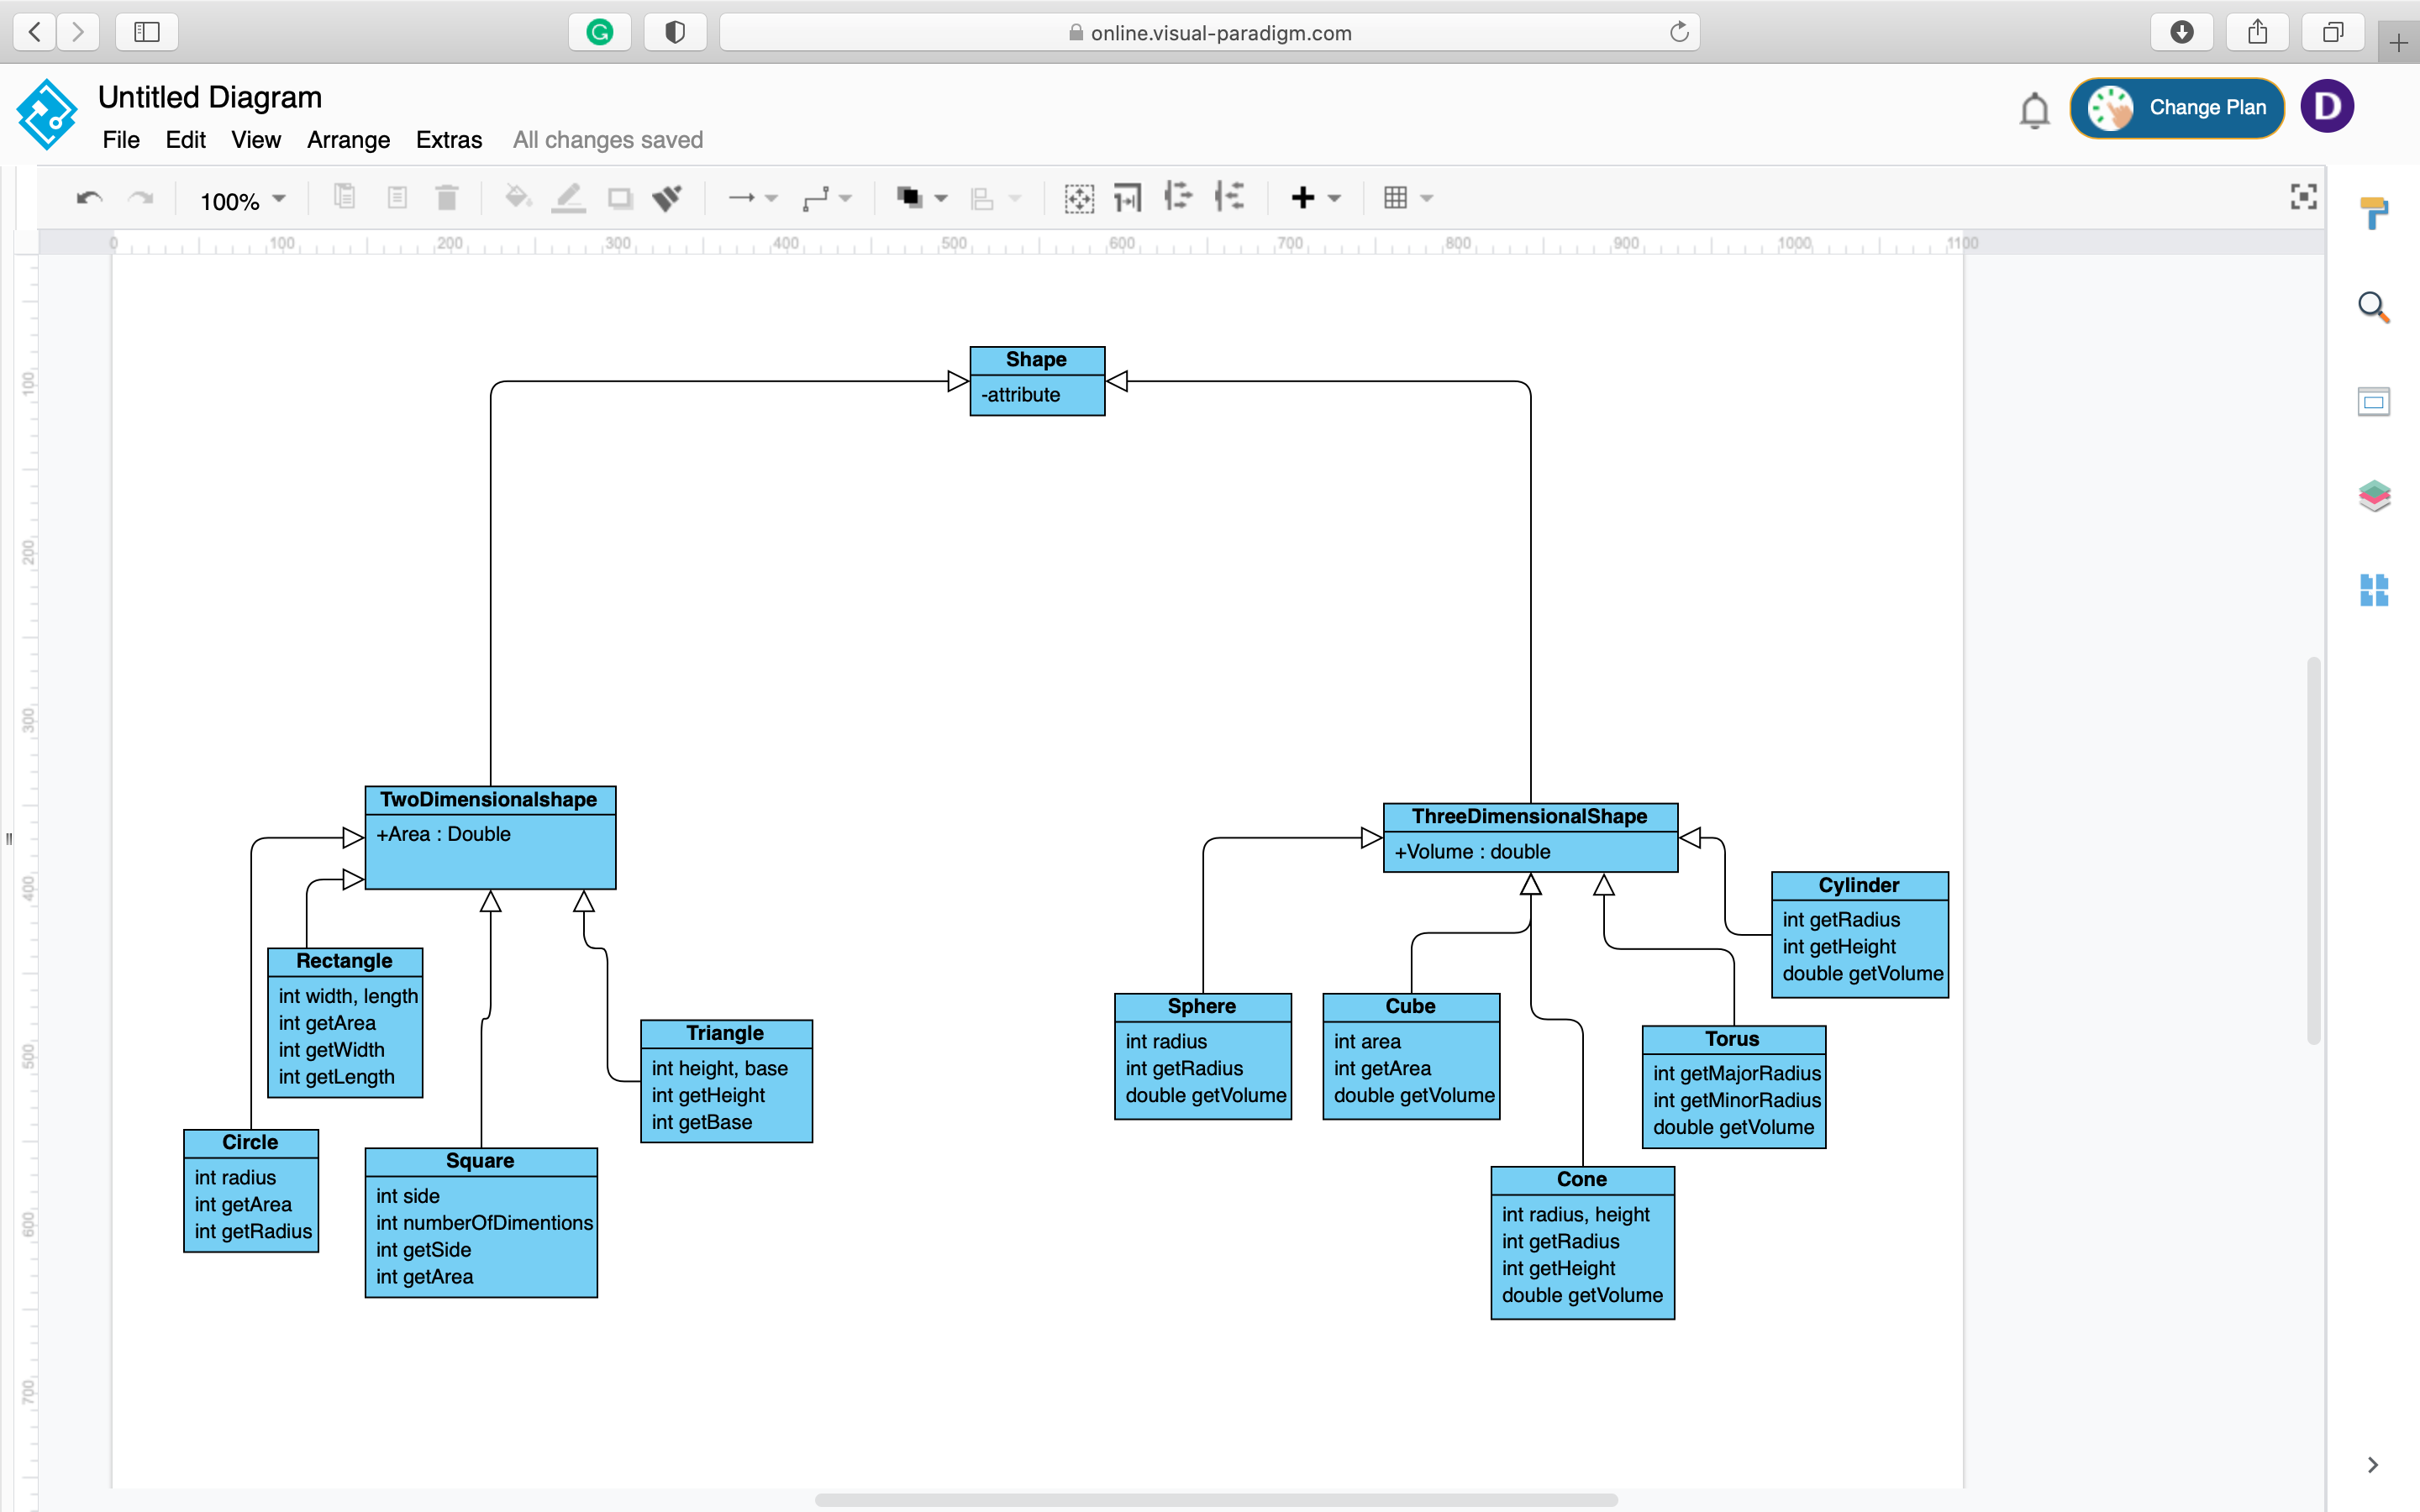 online.visual-paradigm.com
Untitled Diagram
File Edit View Arrange Extras All changes saved
Change Plan
D
100%
0 100 200 300 400 500 600 700 800 900 1000 1100
100
200
300
400
500
600
700
Shape
-attribute
TwoDimensionalshape
+Area : Double
ThreeDimensionalShape
+Volume : double
Cylinder
int getRadius
int getHeight
double getVolume
Rectangle
int width, length
int getArea
int getWidth
int getLength
Triangle
int height, base
int getHeight
int getBase
Sphere
int radius
int getRadius
double getVolume
Cube
int area
int getArea
double getVolume
Torus
int getMajorRadius
int getMinorRadius
double getVolume
Circle
int radius
int getArea
int getRadius
Square
int side
int numberOfDimentions
int getSide
int getArea
Cone
int radius, height
int getRadius
int getHeight
double getVolume